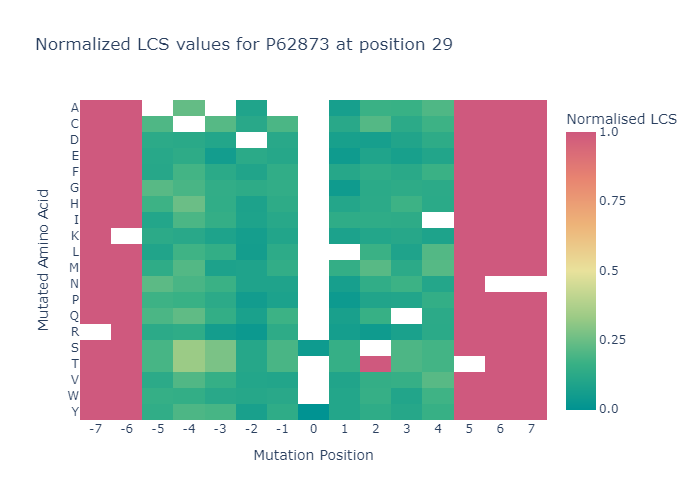 Normalized LCS values for P62873 at position 29
Normalised LCS
1.0
0.75
0.5
0.25
0.0
Mutated Amino Acid
A
C
D
E
F
G
H
I
K
L
M
N
P
Q
R
S
T
V
W
Y
-7 -6 -5 -4 -3 -2 -1 0 1 2 3 4 5 6 7
Mutation Position